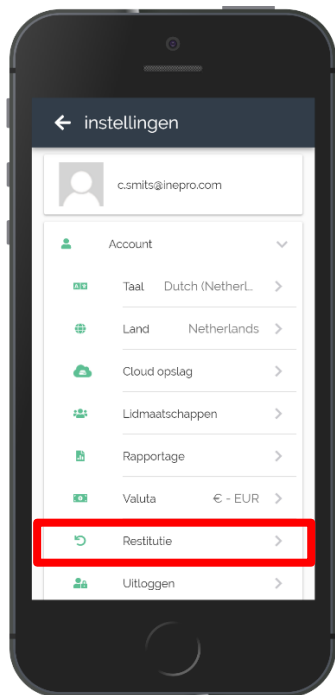 instellingen
c.smits@inepro.com
Account
Taal Dutch (Netherl...
Land Netherlands
Cloud opslag
Lidmaatschappen
Rapportage
Valuta € - EUR
Restitutie
Uitloggen